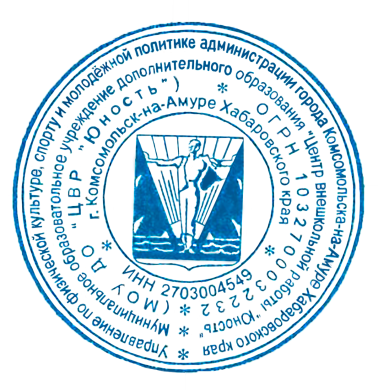 Управление по физической культуре, спорту и молодёжной политике администрации города Комсомольска-на-Амуре Хабаровского края *
Муниципальное образовательное учреждение дополнительного образования "Центр внешкольной работы "Юность" *
(МОУ ДО "ЦВР "Юность") * ОГРН 1032700032232 *
г.Комсомольск-на-Амуре Хабаровского края *
ИНН 2703004549 *